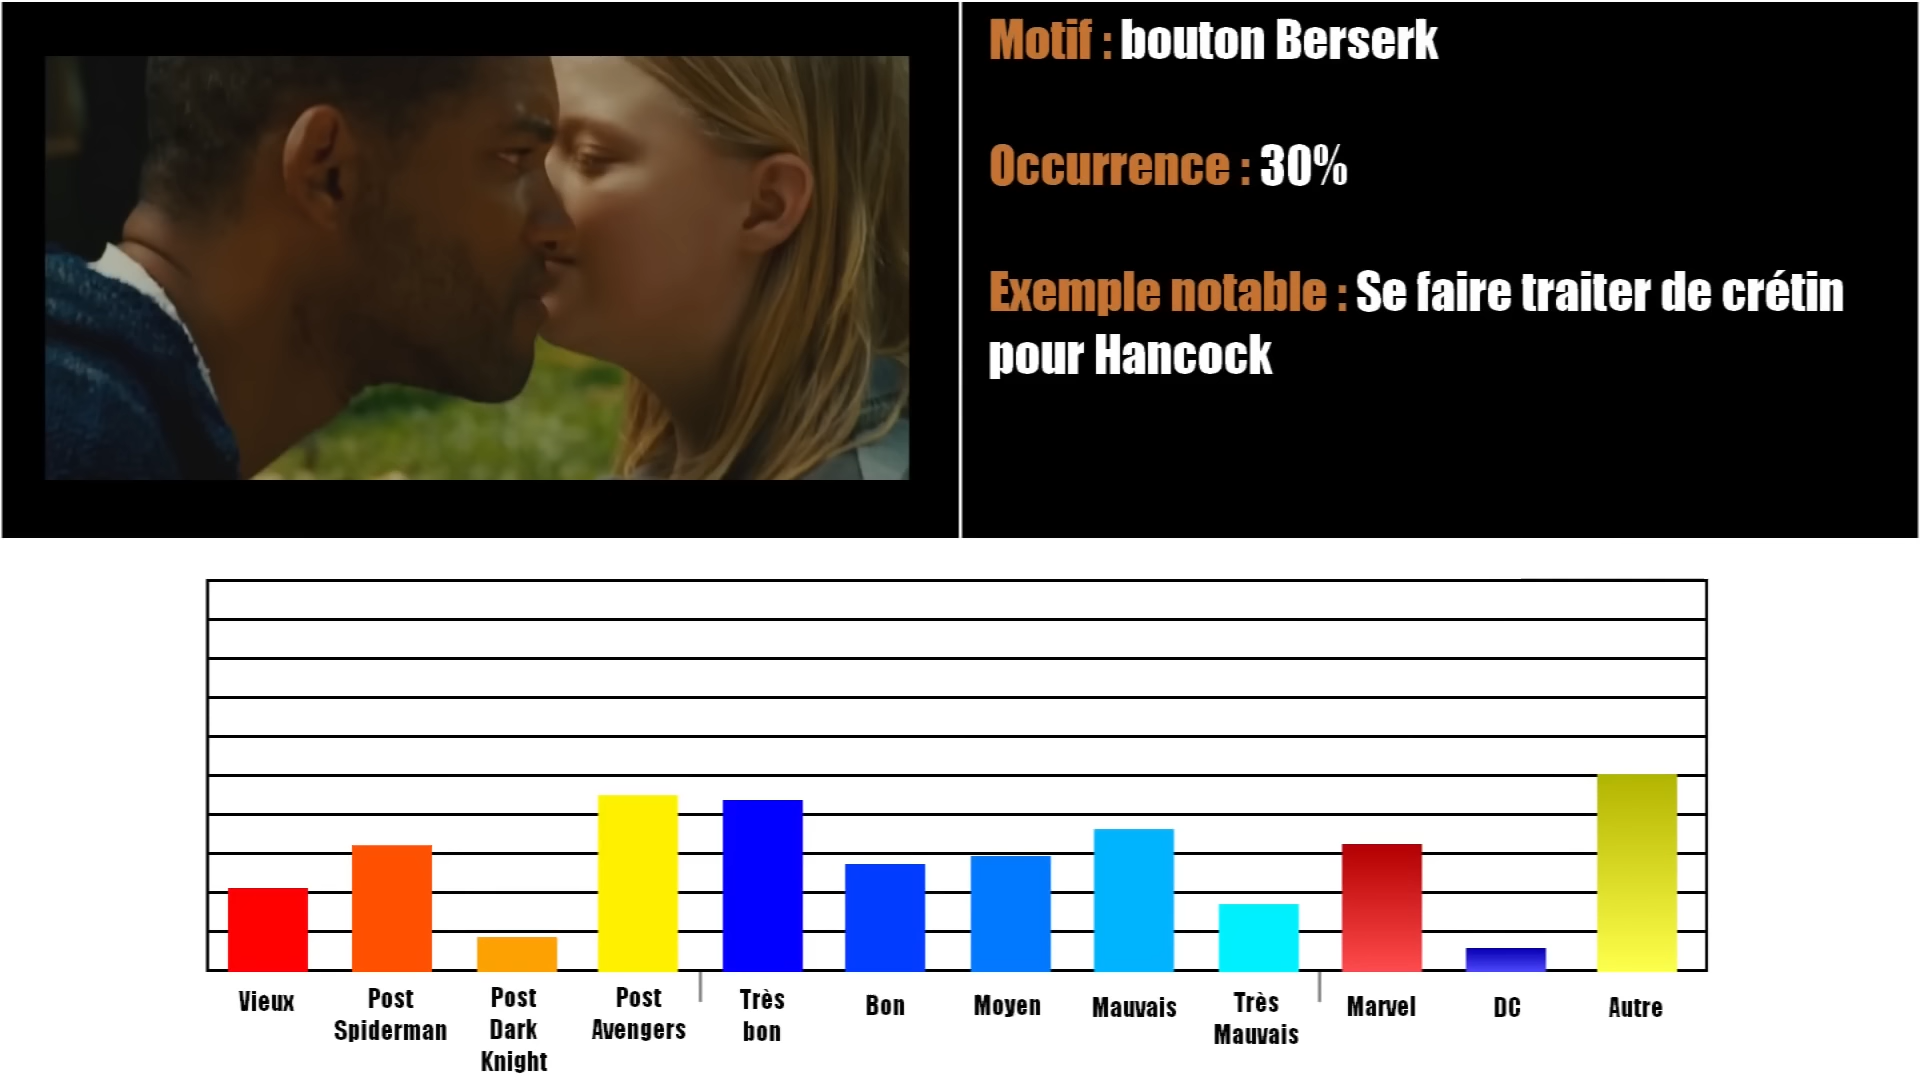 Motif : bouton Berserk
Occurrence : 30%
Exemple notable : Se faire traiter de crétin
pour Hancock
Vieux
Post
Spiderman
Post
Dark
Knight
Post
Avengers
Très
bon
Bon
Moyen
Mauvais
Très
Mauvais
Marvel
DC
Autre